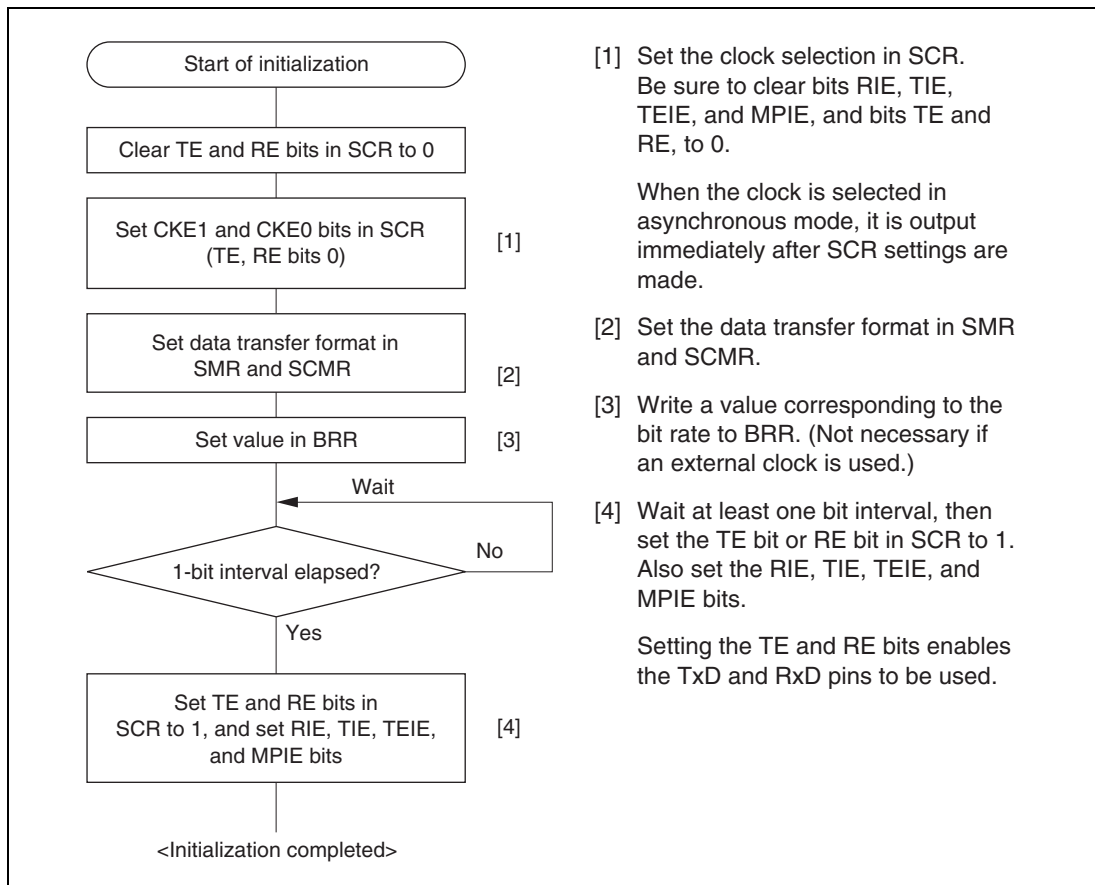 Start of initialization
Clear TE and RE bits in SCR to 0
Set CKE1 and CKE0 bits in SCR
(TE, RE bits 0)
[1]
Set data transfer format in
SMR and SCMR
[2]
Set value in BRR
[3]
Wait
1-bit interval elapsed?
No
Yes
Set TE and RE bits in
SCR to 1, and set RIE, TIE, TEIE,
and MPIE bits
[4]
<Initialization completed>
[1] Set the clock selection in SCR.
Be sure to clear bits RIE, TIE,
TEIE, and MPIE, and bits TE and
RE, to 0.
When the clock is selected in
asynchronous mode, it is output
immediately after SCR settings are
made.
[2] Set the data transfer format in SMR
and SCMR.
[3] Write a value corresponding to the
bit rate to BRR. (Not necessary if
an external clock is used.)
[4] Wait at least one bit interval, then
set the TE bit or RE bit in SCR to 1.
Also set the RIE, TIE, TEIE, and
MPIE bits.
Setting the TE and RE bits enables
the TxD and RxD pins to be used.